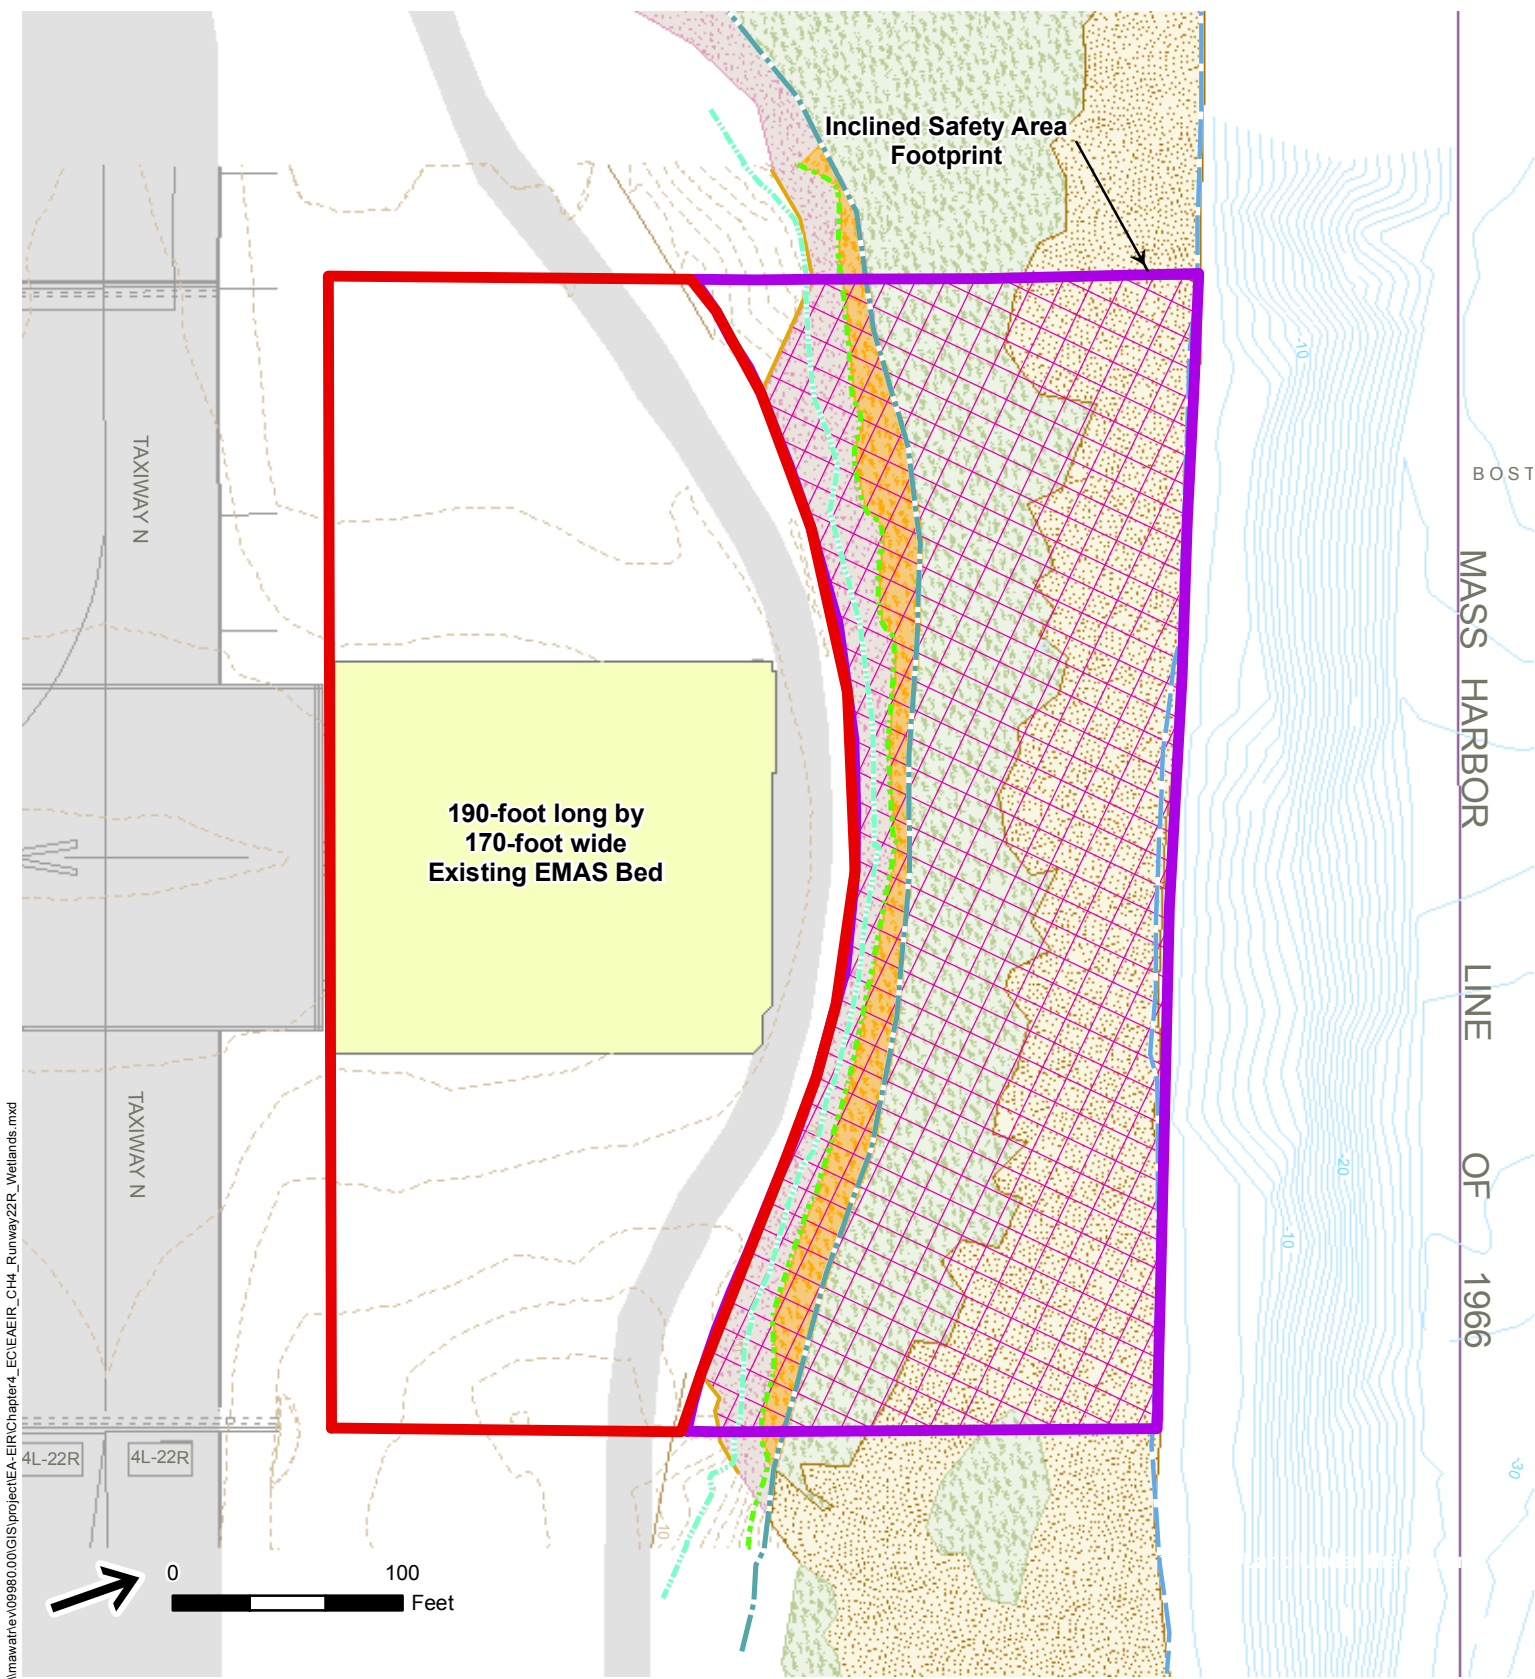 Inclined Safety Area
Footprint
-10
TAXIWAY N
BOST
MASS HARBOR LINE OF 1966
190-foot long by
170-foot wide
Existing EMAS Bed
TAXIWAY N
-20
-10
4L-22R
4L-22R
-30
10
0 100
Feet
\\mawatr\ev\09980.00\GIS\project\EA-EIR\Chapter4_EC\EAEIR_CH4_Runway22R_Wetlands.mxd